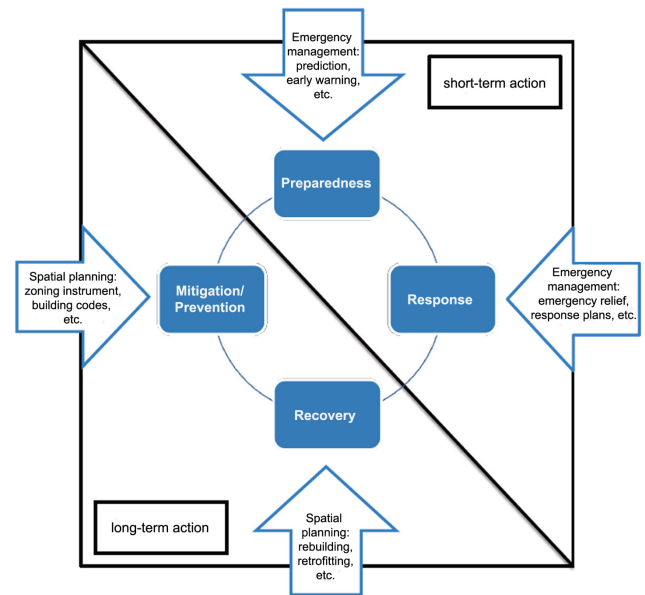 Emergency
management:
prediction,
early warning,
etc.
short-term action
Preparedness
Spatial planning:
zoning instrument,
building codes,
etc.
Mitigation/
Prevention
Response
Emergency
management:
emergency relief,
response plans, etc.
Recovery
long-term action
Spatial
planning:
rebuilding,
retrofitting,
etc.